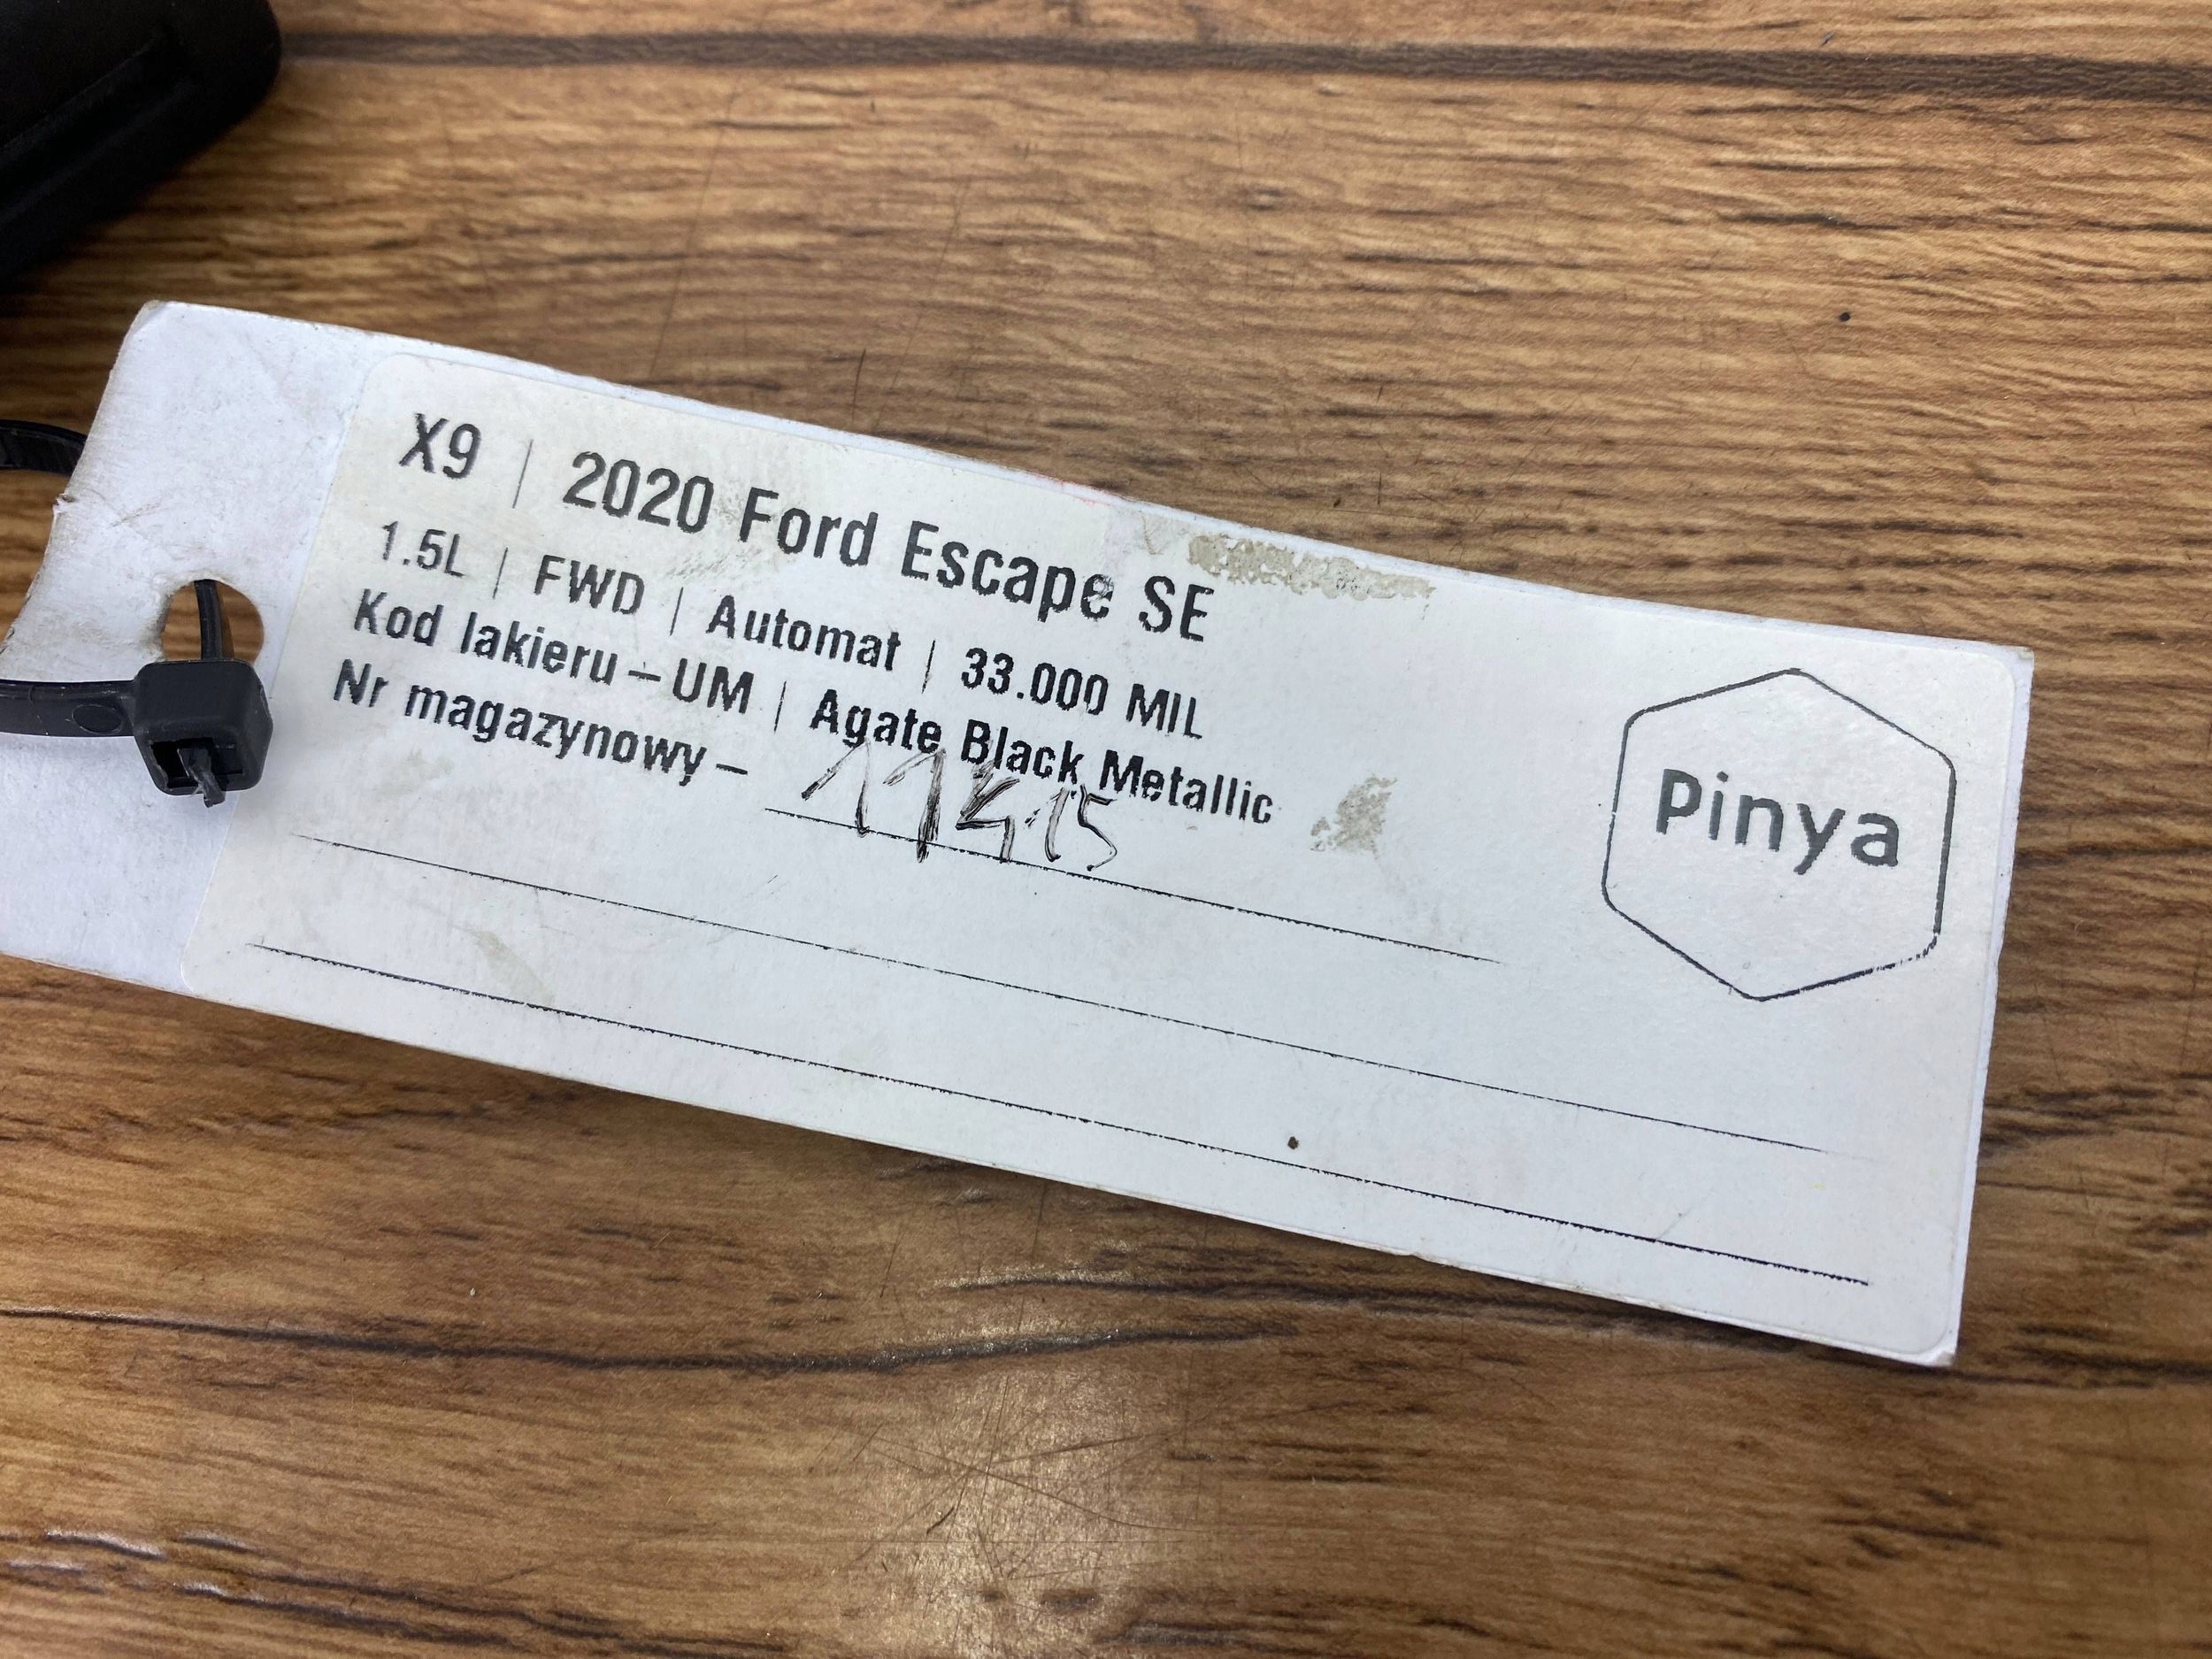 X9 | 2020 Ford Escape SE
1.5L | FWD | Automat | 33.000 MIL
Kod lakieru – UM | Agate Black Metallic
Nr magazynowy –
Pinya